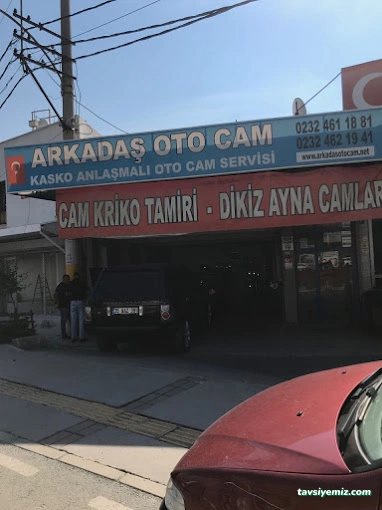 ARKADAŞ OTO CAM
KASKO ANLAŞMALI OTO CAM SERVİSİ
0232 461 18 81
0232 462 19 41
www.arkadasotocam.net
CAM KRİKO TAMİRİ - DİKİZ AYNA CAMLAR
tavsiyemiz.com